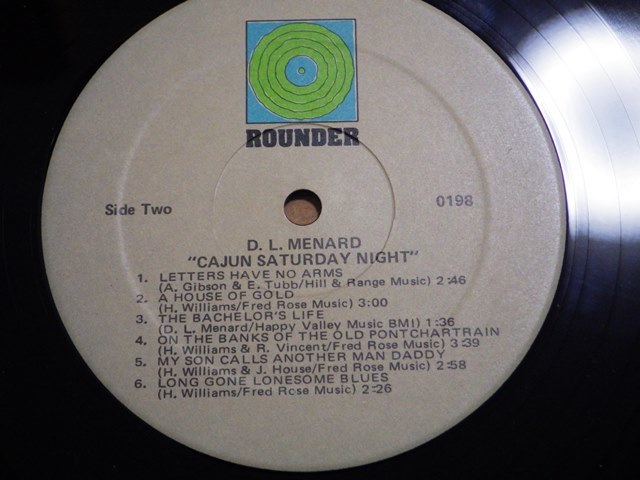 ROUNDER
Side Two
0198
D. L. MENARD
"CAJUN SATURDAY NIGHT"
1. LETTERS HAVE NO ARMS
(A. Gibson & E. Tubb/Hill & Range Music) 2:46
2. A HOUSE OF GOLD
(H. Williams/Fred Rose Music) 3:00
3. THE BACHELOR'S LIFE
(D. L. Menard/Happy Valley Music BMI) 1:36
4. ON THE BANKS OF THE OLD PONTCHARTRAIN
(H. Williams & R. Vincent/Fred Rose Music) 3:39
5. MY SON CALLS ANOTHER MAN DADDY
(H. Williams & J. House/Fred Rose Music) 2:58
6. LONG GONE LONESOME BLUES
(H. Williams/Fred Rose Music) 2:26